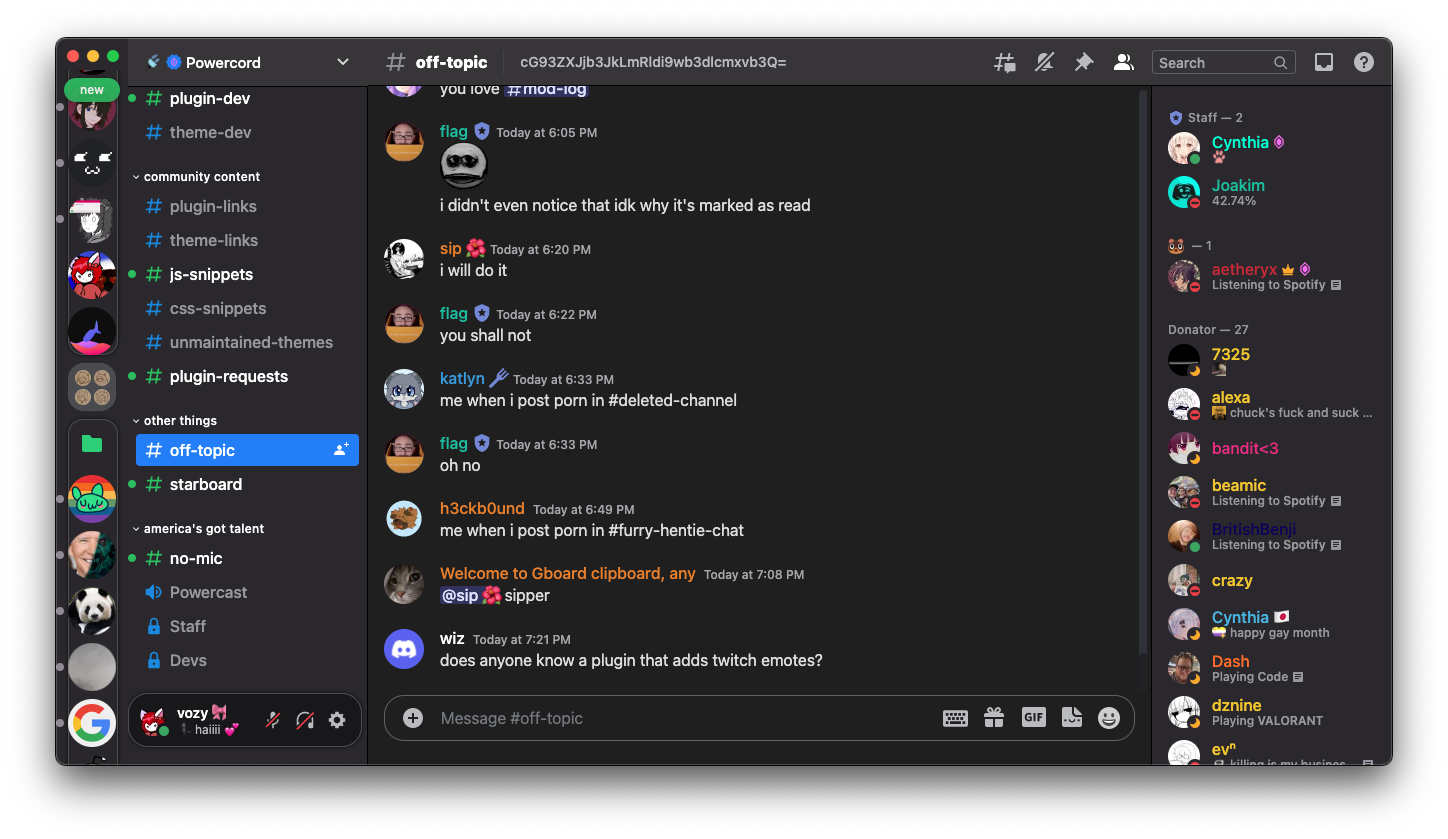 new
Powercord
plugin-dev
theme-dev
community content
plugin-links
theme-links
js-snippets
css-snippets
unmaintained-themes
plugin-requests
other things
off-topic
starboard
america's got talent
no-mic
Powercast
Staff
Devs
vozy
haiiii
off-topic
cG93ZXJjb3JkLmRldi9wb3dlcmxvb3Q=
Search
you love #mod-log
flag Today at 6:05 PM
i didn't even notice that idk why it's marked as read
sip Today at 6:20 PM
i will do it
flag Today at 6:22 PM
you shall not
katlyn Today at 6:33 PM
me when i post porn in #deleted-channel
flag Today at 6:33 PM
oh no
h3ckb0und Today at 6:49 PM
me when i post porn in #furry-hentie-chat
Welcome to Gboard clipboard, any Today at 7:08 PM
@sip sipper
wiz Today at 7:21 PM
does anyone know a plugin that adds twitch emotes?
Message #off-topic
GIF
Staff — 2
Cynthia
Joakim
42.74%
— 1
aetheryx
Listening to Spotify
Donator — 27
7325
alexa
chuck's fuck and suck ...
bandit<3
beamic
Listening to Spotify
BritishBenji
Listening to Spotify
crazy
Cynthia
happy gay month
Dash
Playing Code
dznine
Playing VALORANT
evⁿ
killing is my busines...